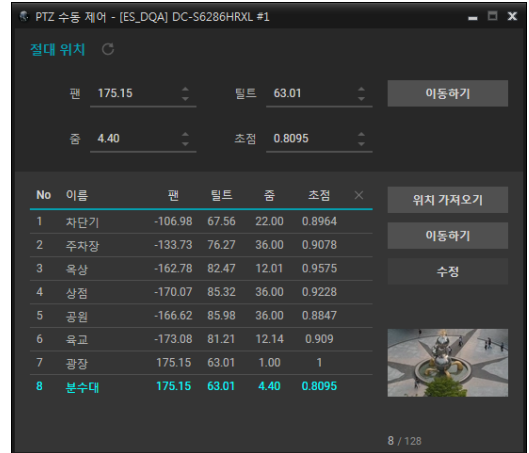 PTZ 수동 제어 - [ES_DQA] DC-S6286HRXL #1
절대 위치
팬 175.15 틸트 63.01 이동하기
줌 4.40 초점 0.8095
No 이름 팬 틸트 줌 초점
1 차단기 -106.98 67.56 22.00 0.8964
2 주차장 -133.73 76.27 36.00 0.9078
3 옥상 -162.78 82.47 12.01 0.9575
4 상점 -170.07 85.32 36.00 0.9228
5 공원 -166.62 85.98 36.00 0.8847
6 육교 -173.08 81.21 12.14 0.909
7 광장 175.15 63.01 1.00 1
8 분수대 175.15 63.01 4.40 0.8095
위치 가져오기
이동하기
수정
8 / 128